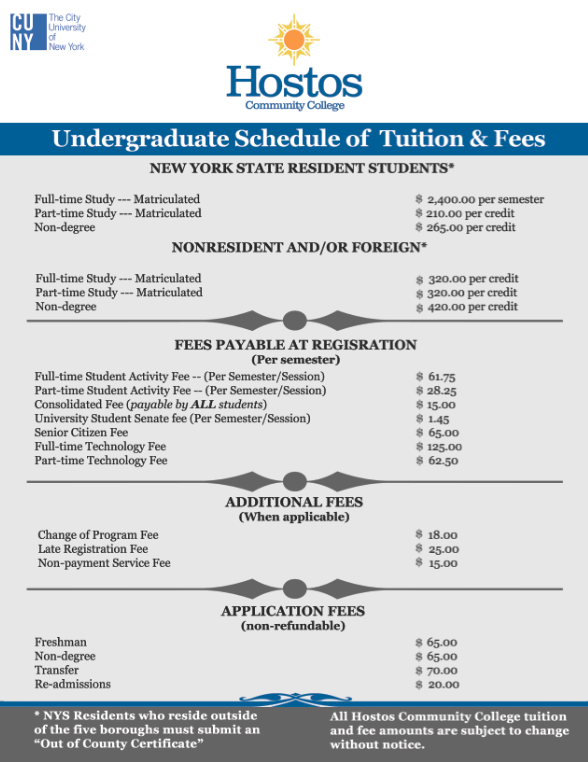 CU
NY
The City
University
of
New York
Hostos
Community College
Undergraduate Schedule of Tuition & Fees
NEW YORK STATE RESIDENT STUDENTS*
Full-time Study --- Matriculated $ 2,400.00 per semester
Part-time Study --- Matriculated $ 210.00 per credit
Non-degree $ 265.00 per credit
NONRESIDENT AND/OR FOREIGN*
Full-time Study --- Matriculated $ 320.00 per credit
Part-time Study --- Matriculated $ 320.00 per credit
Non-degree $ 420.00 per credit
FEES PAYABLE AT REGISRATION
(Per semester)
Full-time Student Activity Fee -- (Per Semester/Session) $ 61.75
Part-time Student Activity Fee -- (Per Semester/Session) $ 28.25
Consolidated Fee (payable by ALL students) $ 15.00
University Student Senate fee (Per Semester/Session) $ 1.45
Senior Citizen Fee $ 65.00
Full-time Technology Fee $ 125.00
Part-time Technology Fee $ 62.50
ADDITIONAL FEES
(When applicable)
Change of Program Fee $ 18.00
Late Registration Fee $ 25.00
Non-payment Service Fee $ 15.00
APPLICATION FEES
(non-refundable)
Freshman $ 65.00
Non-degree $ 65.00
Transfer $ 70.00
Re-admissions $ 20.00
* NYS Residents who reside outside
of the five boroughs must submit an
“Out of County Certificate”
All Hostos Community College tuition
and fee amounts are subject to change
without notice.